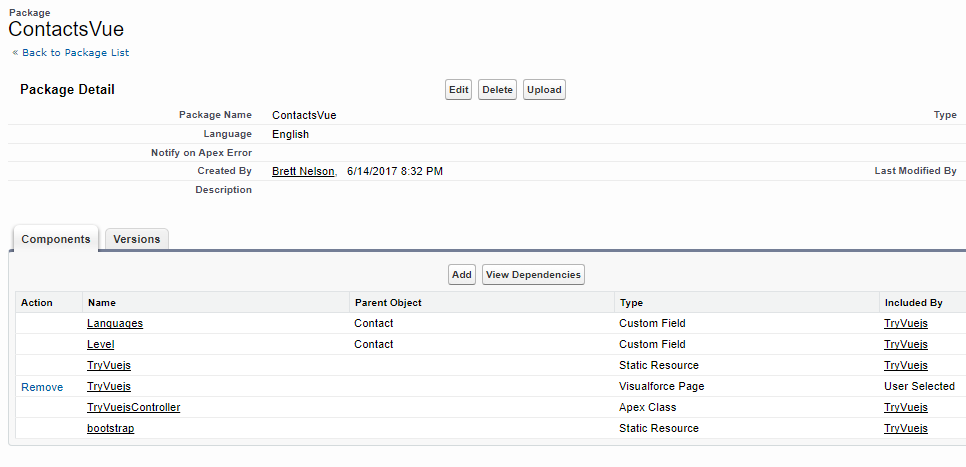 Package
ContactsVue
« Back to Package List
Package Detail Edit Delete Upload
Package Name ContactsVue Type
Language English
Notify on Apex Error
Created By Brett Nelson, 6/14/2017 8:32 PM Last Modified By
Description
Components Versions
Add View Dependencies
Action Name Parent Object Type Included By
Languages Contact Custom Field TryVuejs
Level Contact Custom Field TryVuejs
TryVuejs Static Resource TryVuejs
Remove TryVuejs Visualforce Page User Selected
TryVuejsController Apex Class TryVuejs
bootstrap Static Resource TryVuejs